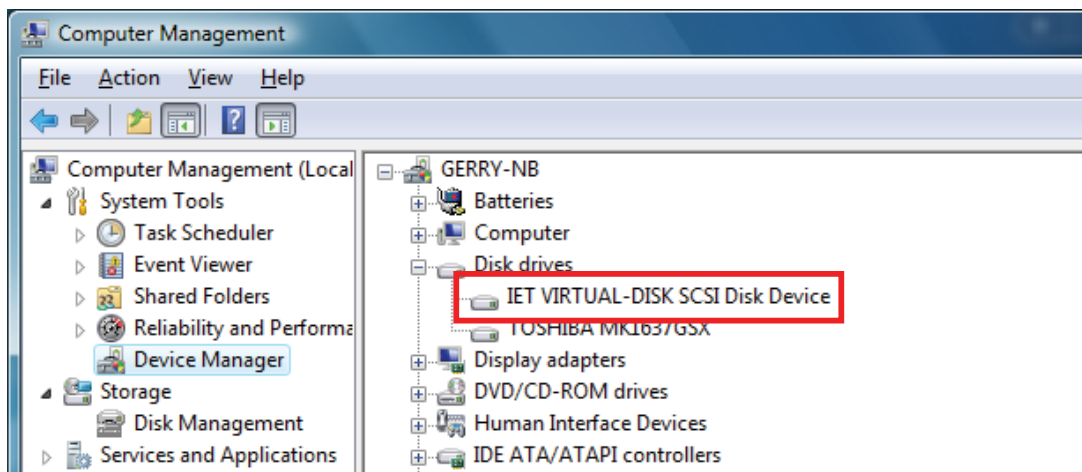 Computer Management
File Action View Help
Computer Management (Local
System Tools
Task Scheduler
Event Viewer
Shared Folders
Reliability and Performa
Device Manager
Storage
Disk Management
Services and Applications
GERRY-NB
Batteries
Computer
Disk drives
IET VIRTUAL-DISK SCSI Disk Device
TOSHIBA MK1637GSX
Display adapters
DVD/CD-ROM drives
Human Interface Devices
IDE ATA/ATAPI controllers